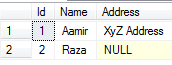 Id Name Address
1 1 Aamir XyZ Address
2 2 Raza NULL